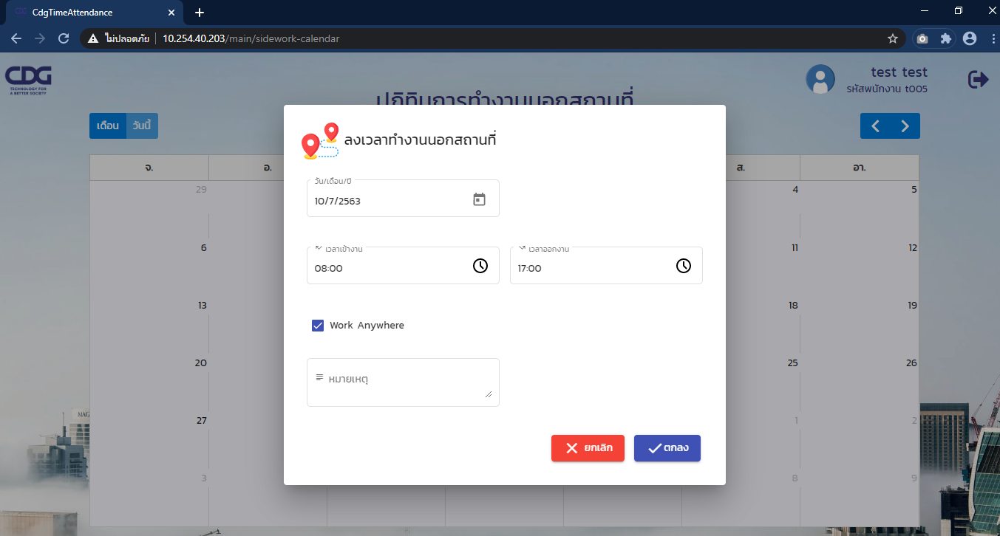 CDG CdgTimeAttendance
ไม่ปลอดภัย 10.254.40.203/main/sidework-calendar
CDG
TECHNOLOGY FOR
A BETTER SOCIETY
test test
รหัสพนักงาน t005
ปฏิทินการทำงานนอกสถานที่
เดือน วันนี้
จ. อ. ส. อา.
29 4 5
6 11 12
13 18 19
20 25 26
27 1 2
3 8 9
MAG
ลงเวลาทำงานนอกสถานที่
วัน/เดือน/ปี
10/7/2563
เวลาเข้างาน เวลาออกงาน
08:00 17:00
Work Anywhere
หมายเหตุ
ยกเลิก ตกลง